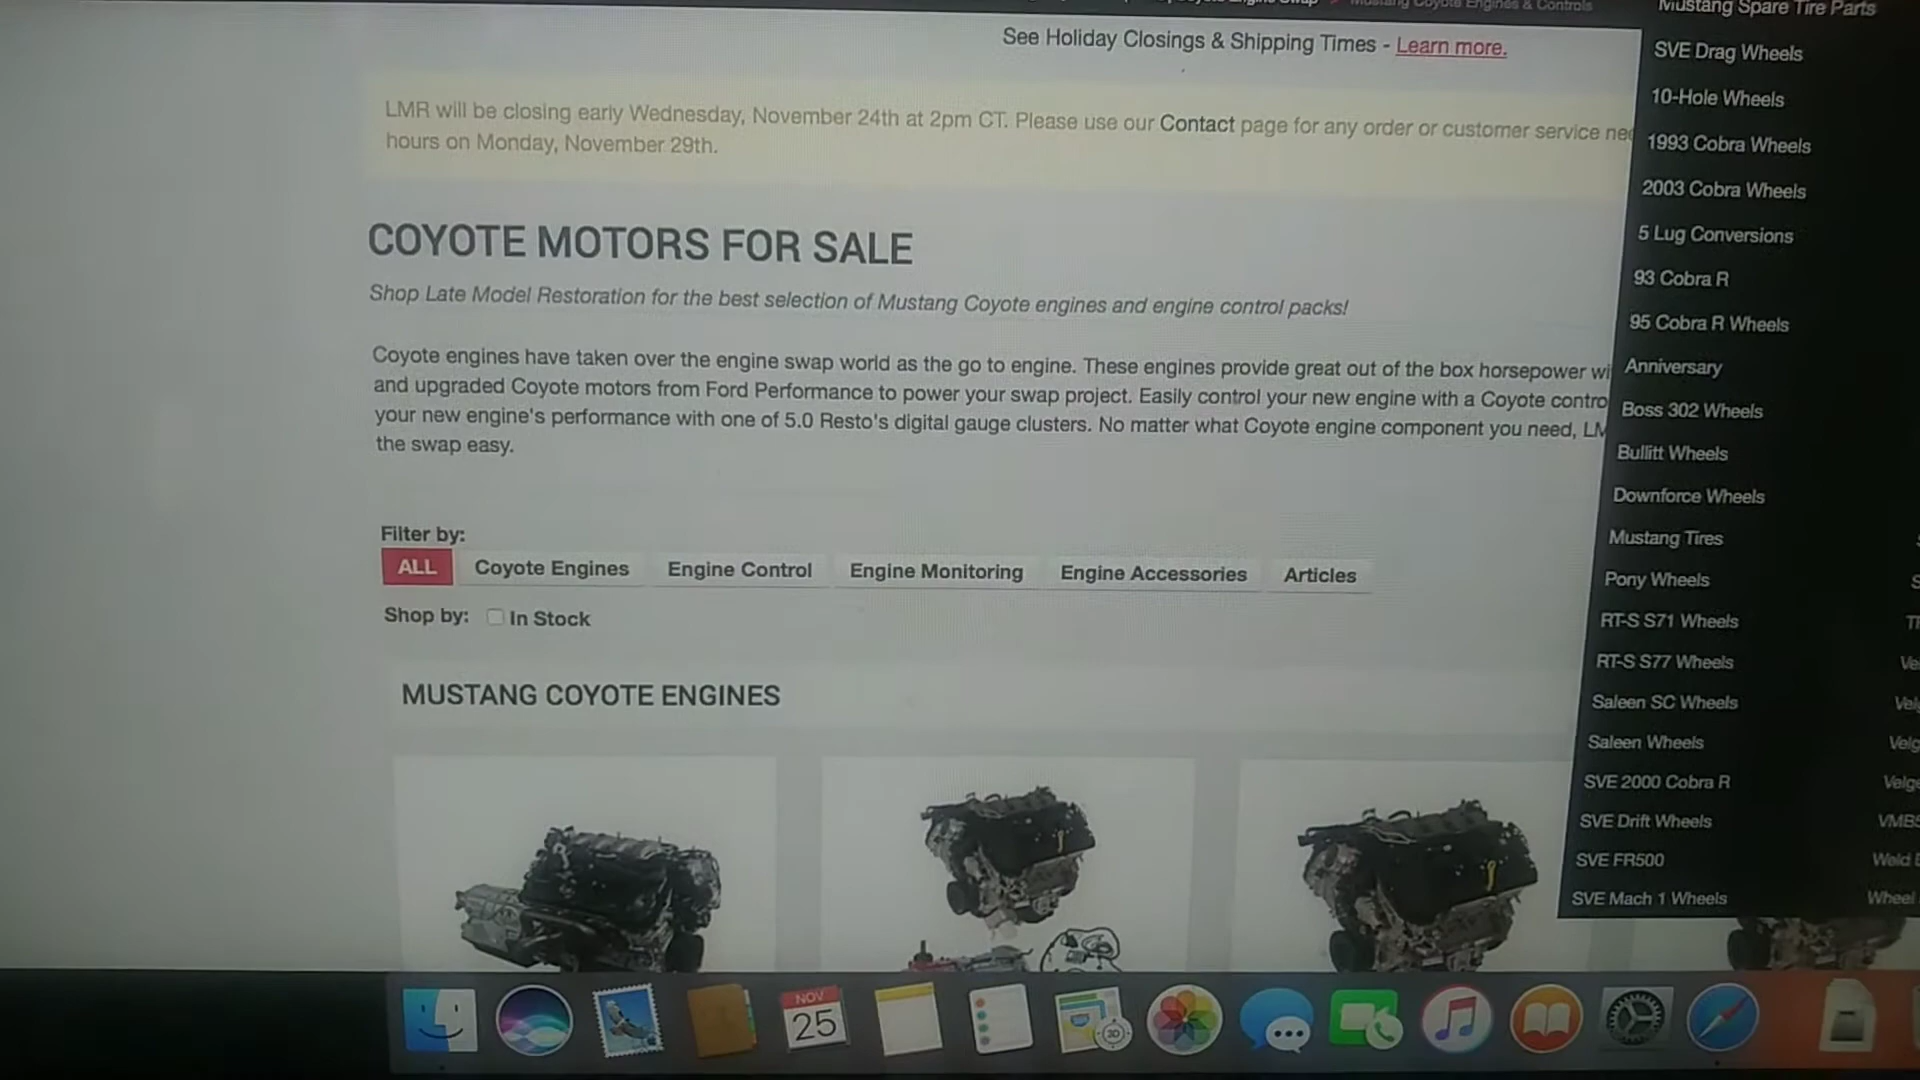 Mustang Coyote Engines & Controls
See Holiday Closings & Shipping Times - Learn more.
LMR will be closing early Wednesday, November 24th at 2pm CT. Please use our Contact page for any order or customer service
hours on Monday, November 29th.
COYOTE MOTORS FOR SALE
Shop Late Model Restoration for the best selection of Mustang Coyote engines and engine control packs!
Coyote engines have taken over the engine swap world as the go to engine. These engines provide great out of the box horsepower
and upgraded Coyote motors from Ford Performance to power your swap project. Easily control your new engine with a Coyote
your new engine's performance with one of 5.0 Resto's digital gauge clusters. No matter what Coyote engine component you need,
the swap easy.
Filter by:
ALL Coyote Engines Engine Control Engine Monitoring Engine Accessories Articles
Shop by: In Stock
MUSTANG COYOTE ENGINES
Mustang Spare Tire Parts
SVE Drag Wheels
10-Hole Wheels
1993 Cobra Wheels
2003 Cobra Wheels
5 Lug Conversions
93 Cobra R
95 Cobra R Wheels
Anniversary
Boss 302 Wheels
Bullitt Wheels
Downforce Wheels
Mustang Tires
Pony Wheels
RT-S S71 Wheels
RT-S S77 Wheels
Saleen SC Wheels
Saleen Wheels
SVE 2000 Cobra R
SVE Drift Wheels
SVE FR500
SVE Mach 1 Wheels
Weld
Wheel
NOV
25
3D